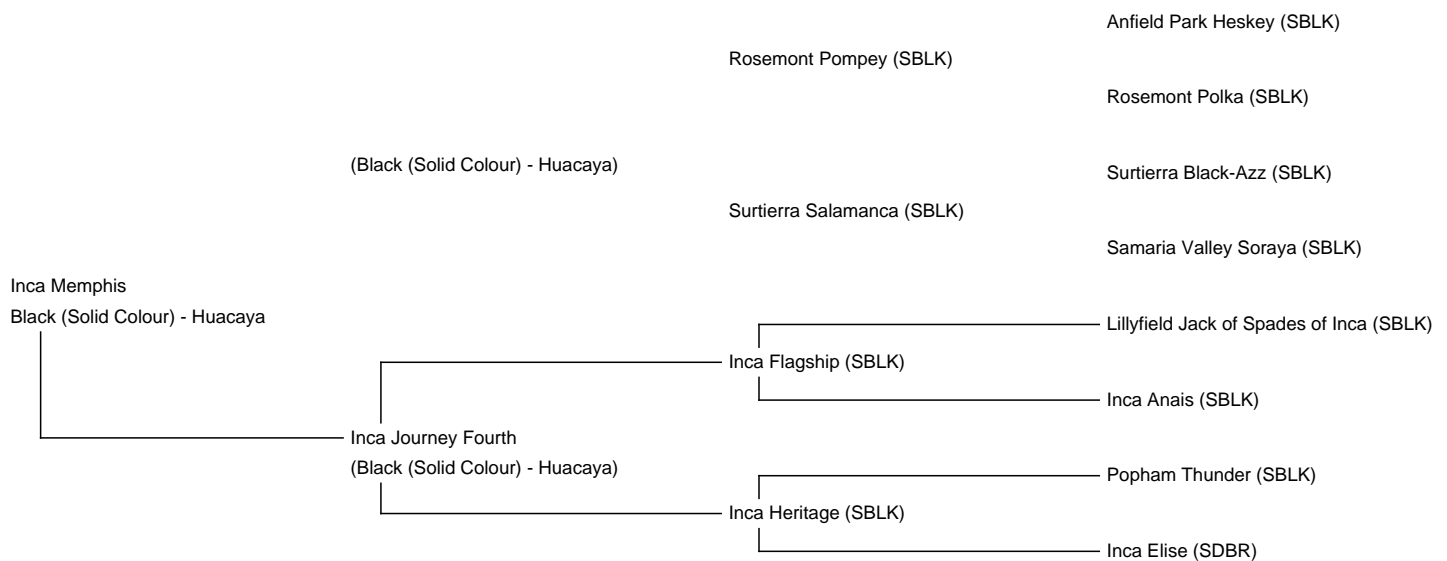 Anfield Park Heskey (SBLK)
Rosemont Pompey (SBLK)
Rosemont Polka (SBLK)
(Black (Solid Colour) - Huacaya)
Surtierra Black-Azz (SBLK)
Surtierra Salamanca (SBLK)
Samaria Valley Soraya (SBLK)
Inca Memphis
Black (Solid Colour) - Huacaya
Lillyfield Jack of Spades of Inca (SBLK)
Inca Flagship (SBLK)
Inca Anais (SBLK)
Inca Journey Fourth
(Black (Solid Colour) - Huacaya)
Popham Thunder (SBLK)
Inca Heritage (SBLK)
Inca Elise (SDBR)